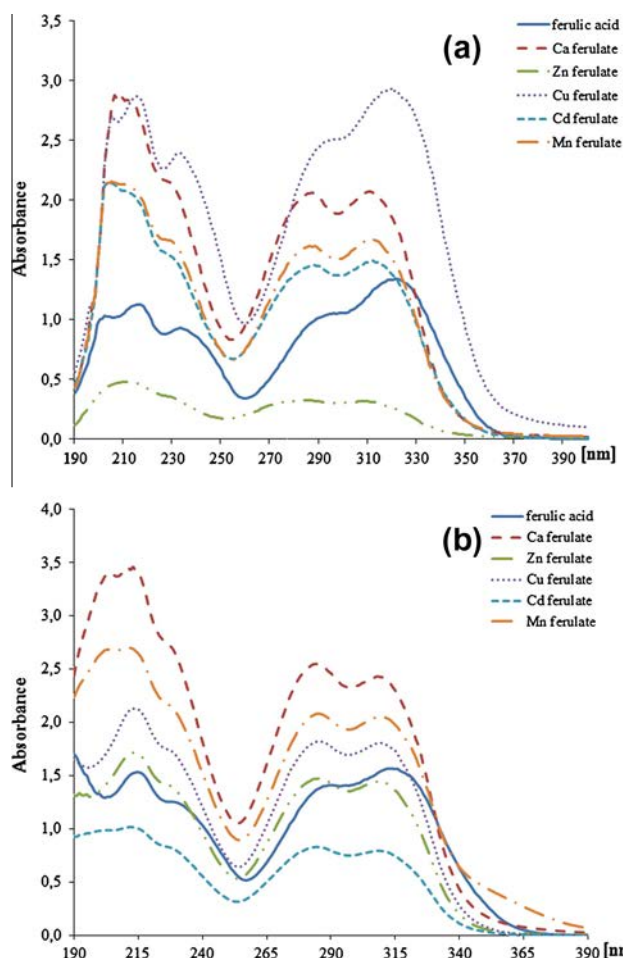 3,5
3,0
2,5
2,0
1,5
1,0
0,5
0,0
Absorbance
(a)
ferulic acid
Ca ferulate
Zn ferulate
Cu ferulate
Cd ferulate
Mn ferulate
190 210 230 250 270 290 310 330 350 370 390 [nm]
4,0
3,5
3,0
2,5
2,0
1,5
1,0
0,5
0,0
Absorbance
(b)
ferulic acid
Ca ferulate
Zn ferulate
Cu ferulate
Cd ferulate
Mn ferulate
190 215 240 265 290 315 340 365 390 [nm